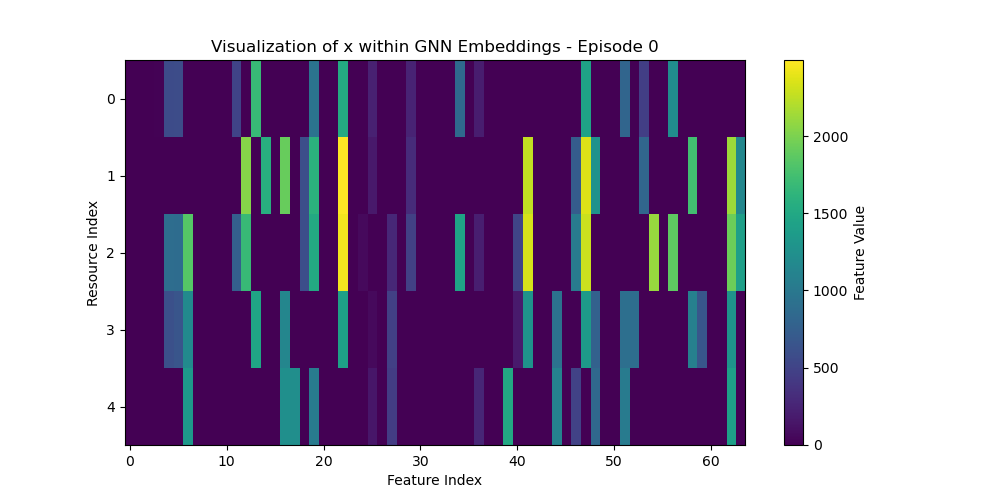 Visualization of x within GNN Embeddings - Episode 0
Resource Index
0
1
2
3
4
0 10 20 30 40 50 60
Feature Index
2000
1500
1000
500
0
Feature Value